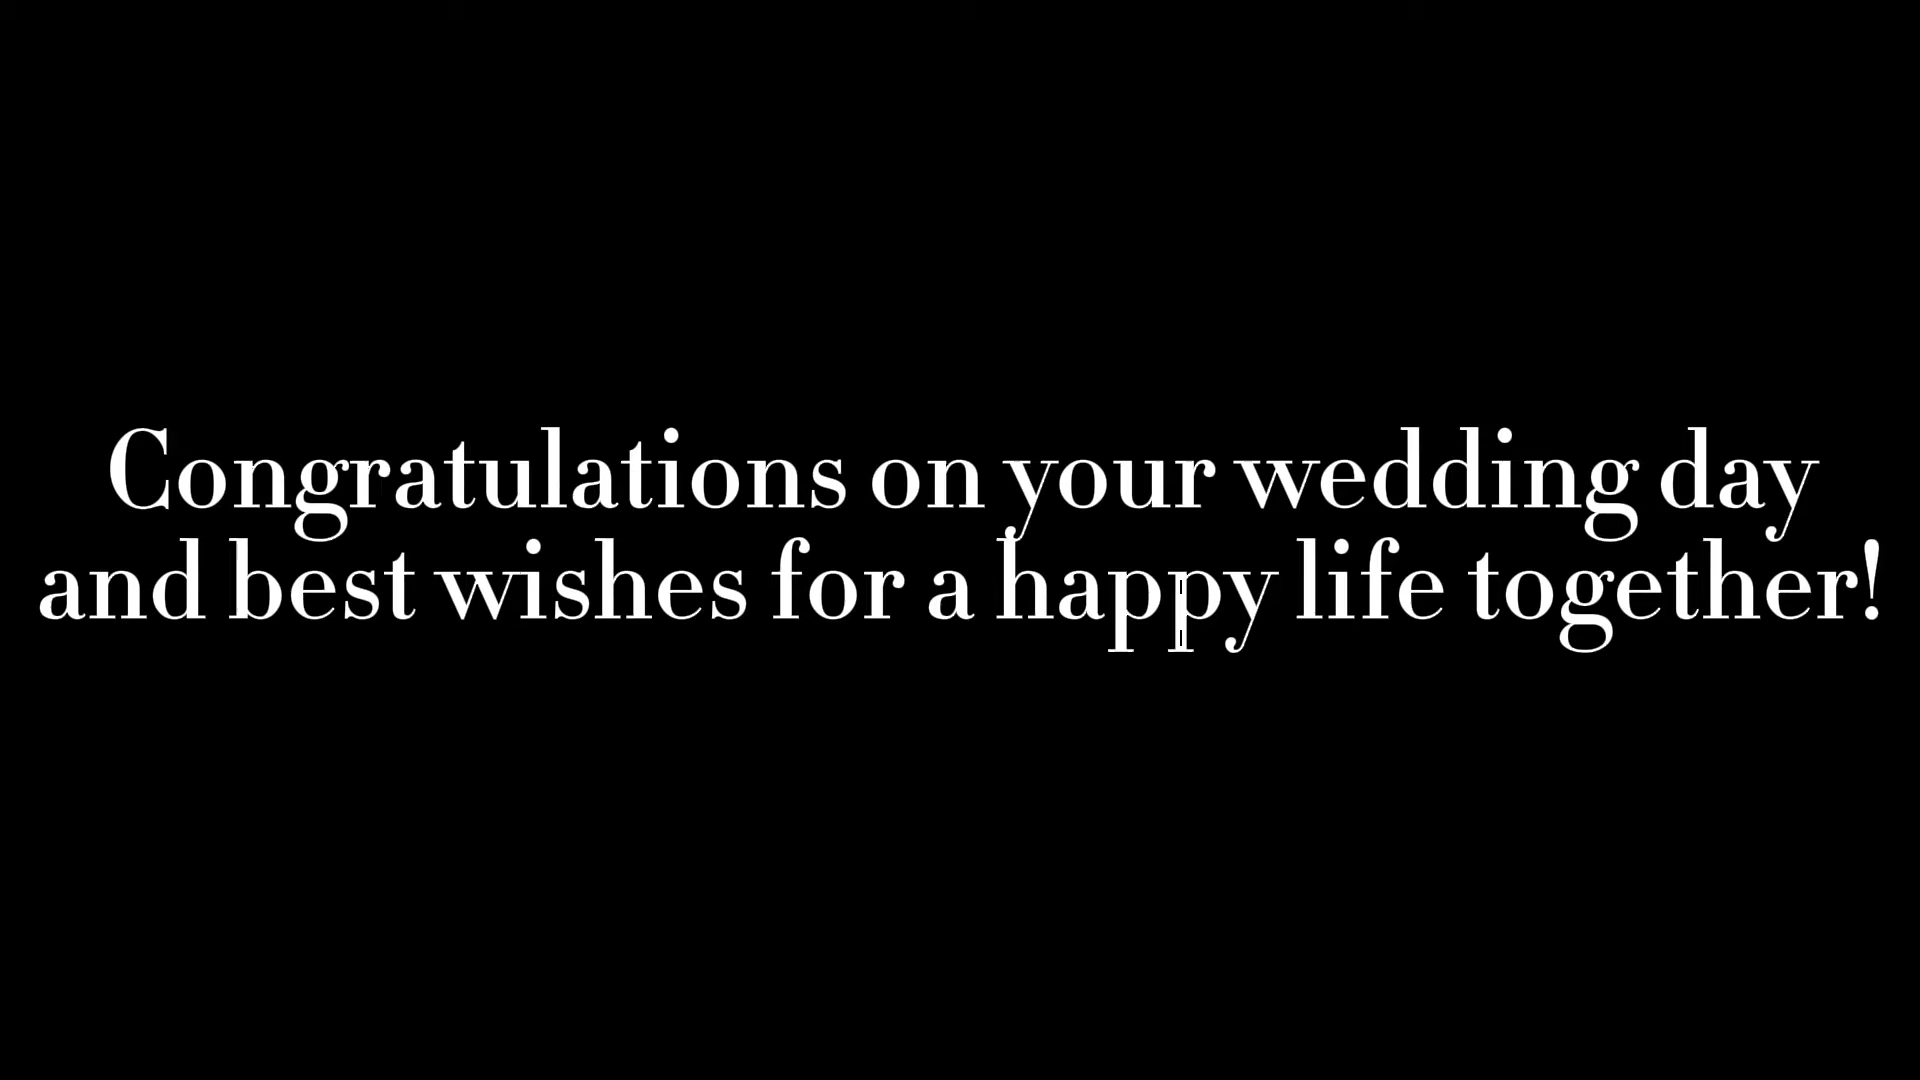 Congratulations on your wedding day
and best wishes for a happy life together!